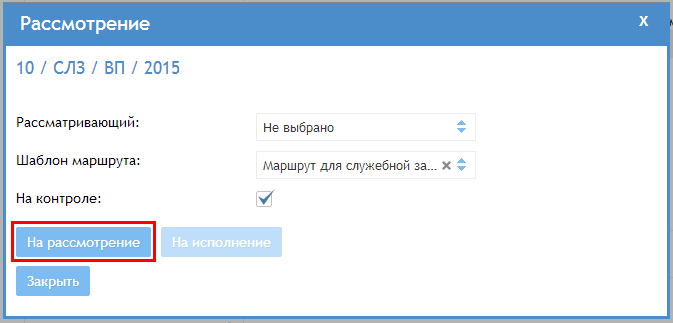 Рассмотрение X
10 / СЛЗ / ВП / 2015
Рассматривающий: Не выбрано
Шаблон маршрута: Маршрут для служебной за...
На контроле:
На рассмотрение На исполнение
Закрыть